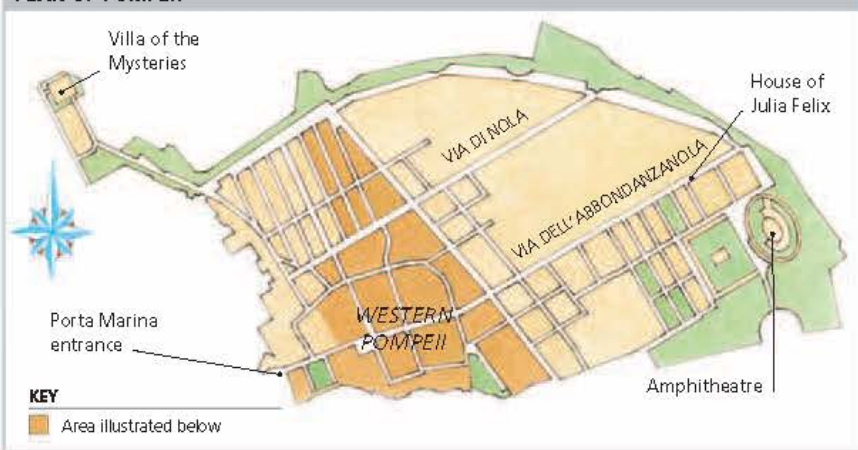 Villa of the
Mysteries
House of
Julia Felix
VIA DI NOLA
VIA DELL'ABBONDANZANOLA
WESTERN
POMPEII
Porta Marina
entrance
Amphitheatre
KEY
Area illustrated below